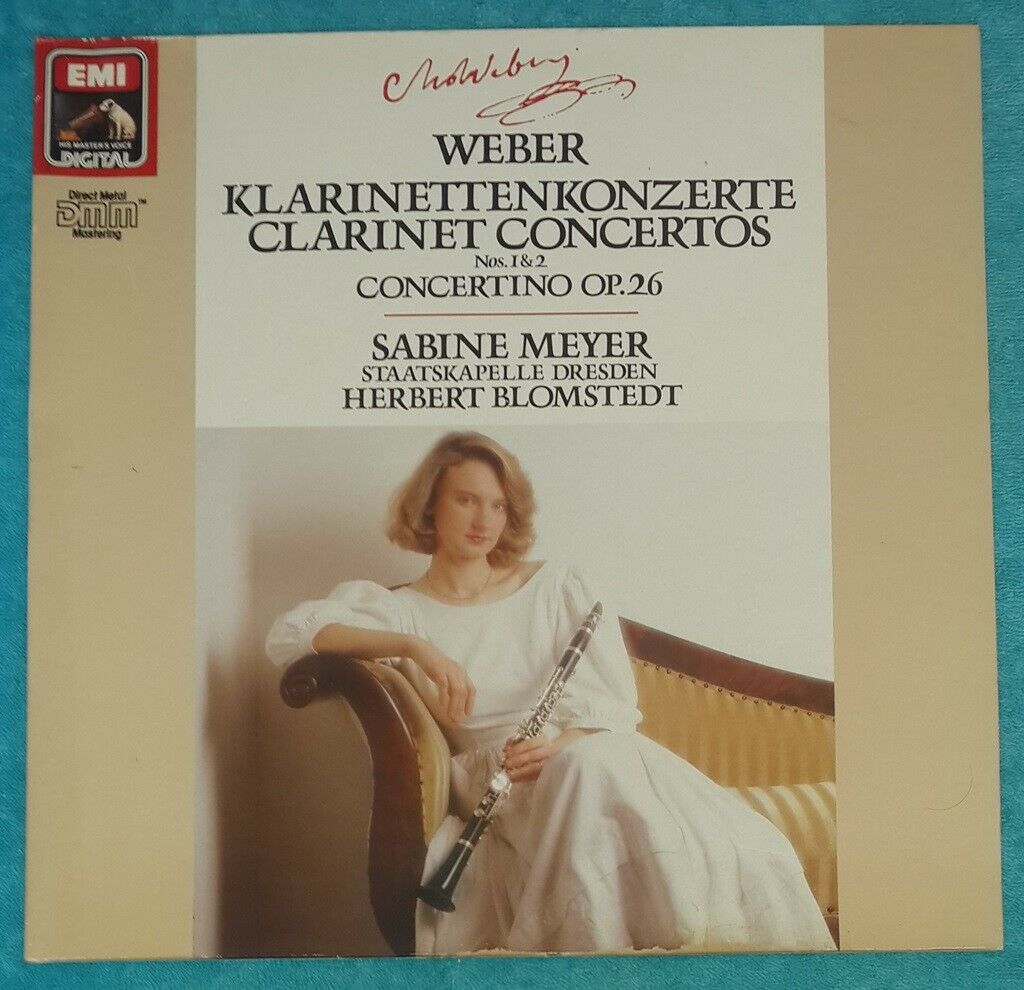 EMI
HIS MASTER'S VOICE
DIGITAL
Direct Metal
DMM™
Mastering
WEBER
KLARINETTENKONZERTE
CLARINET CONCERTOS
Nos. 1 & 2
CONCERTINO OP.26
SABINE MEYER
STAATSKAPELLE DRESDEN
HERBERT BLOMSTEDT